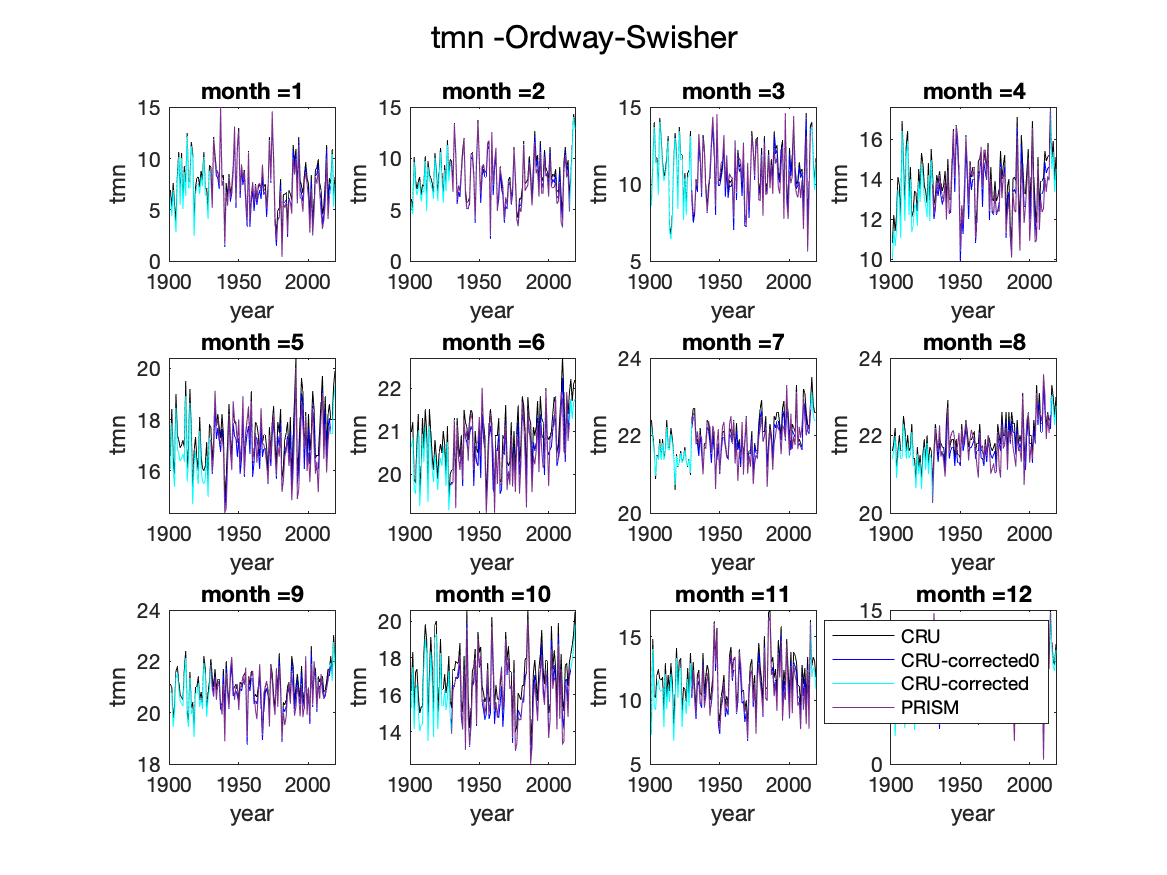 tmn -Ordway-Swisher
month =1
15
10
5
0
tmn
1900 1950 2000
year
month =2
15
10
5
0
tmn
1900 1950 2000
year
month =3
15
10
5
tmn
1900 1950 2000
year
month =4
16
14
12
10
tmn
1900 1950 2000
year
month =5
20
18
16
tmn
1900 1950 2000
year
month =6
22
21
20
tmn
1900 1950 2000
year
month =7
24
22
20
tmn
1900 1950 2000
year
month =8
24
22
20
tmn
1900 1950 2000
year
month =9
24
22
20
18
tmn
1900 1950 2000
year
month =10
20
18
16
14
tmn
1900 1950 2000
year
month =11
15
10
5
tmn
1900 1950 2000
year
month =12
15
0
1900 1950 2000
year
CRU
CRU-corrected0
CRU-corrected
PRISM